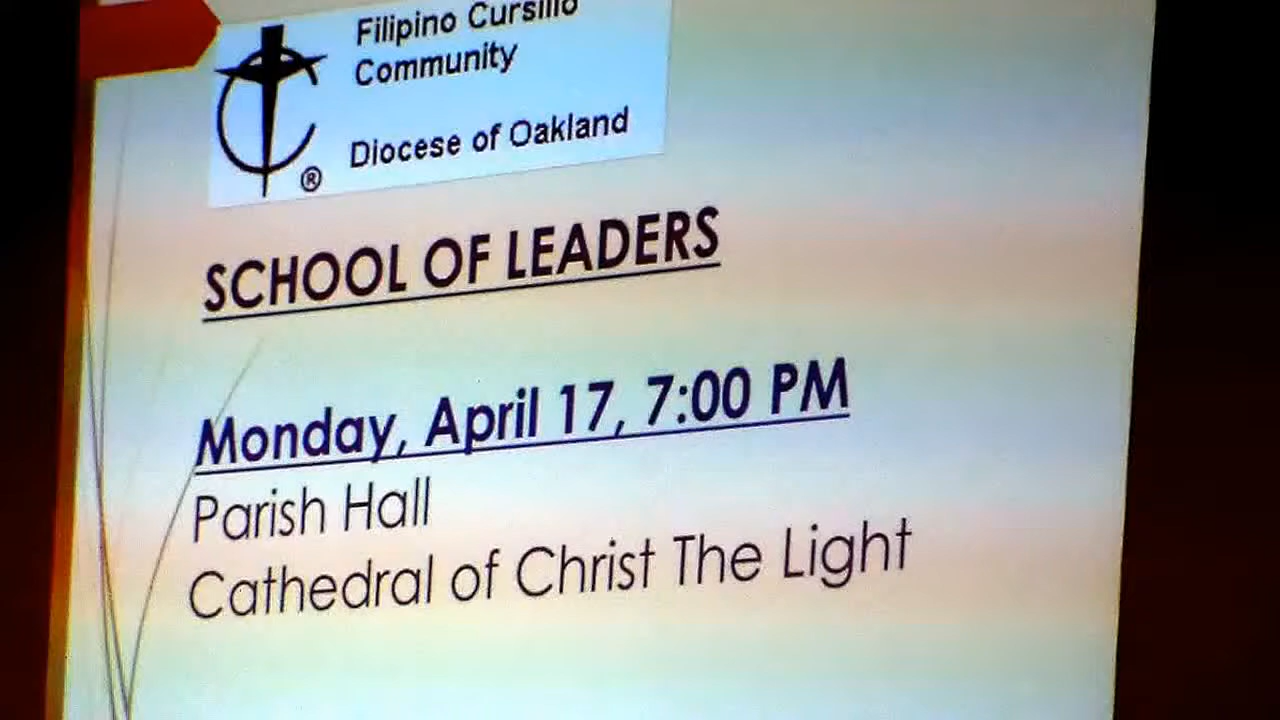 Filipino Cursillo
Community
Diocese of Oakland
®
SCHOOL OF LEADERS
Monday, April 17, 7:00 PM
Parish Hall
Cathedral of Christ The Light